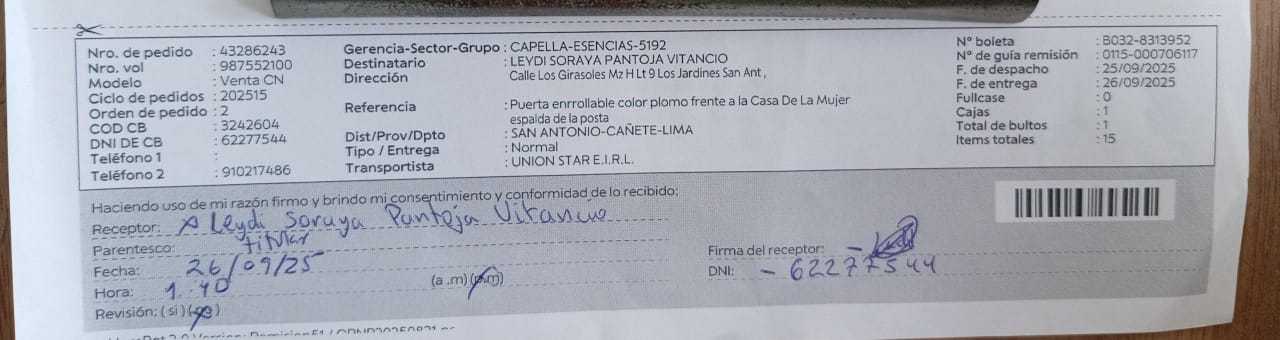 Nro. de pedido : 43286243
Nro. vol : 987552100
Modelo : Venta CN
Ciclo de pedidos : 202515
Orden de pedido : 2
COD CB : 3242604
DNI DE CB : 62277544
Teléfono 1 :
Teléfono 2 : 910217486
Gerencia-Sector-Grupo : CAPELLA-ESENCIAS-5192
Destinatario : LEYDI SORAYA PANTOJA VITANCIO
Dirección Calle Los Girasoles Mz H Lt 9 Los Jardines San Ant ,
Referencia : Puerta enrrollable color plomo frente a la Casa De La Mujer
espalda de la posta
Dist/Prov/Dpto : SAN ANTONIO-CAÑETE-LIMA
Tipo / Entrega : Normal
Transportista : UNION STAR E.I.R.L.
N° boleta : B032-8313952
N° de guía remisión : 0115-000706117
F. de despacho : 25/09/2025
F. de entrega : 26/09/2025
Fullcase : 0
Cajas : 1
Total de bultos : 1
Items totales : 15
Haciendo uso de mi razón firmo y brindo mi consentimiento y conformidad de lo recibido:
Receptor: Leydi Soraya Pantoja Vitancio
Parentesco: titular
Fecha: 26/09/25
Hora: 1.40 (a .m) (p.m)
Revisión: ( si ) ( no )
Firma del receptor:
DNI: - 62277544